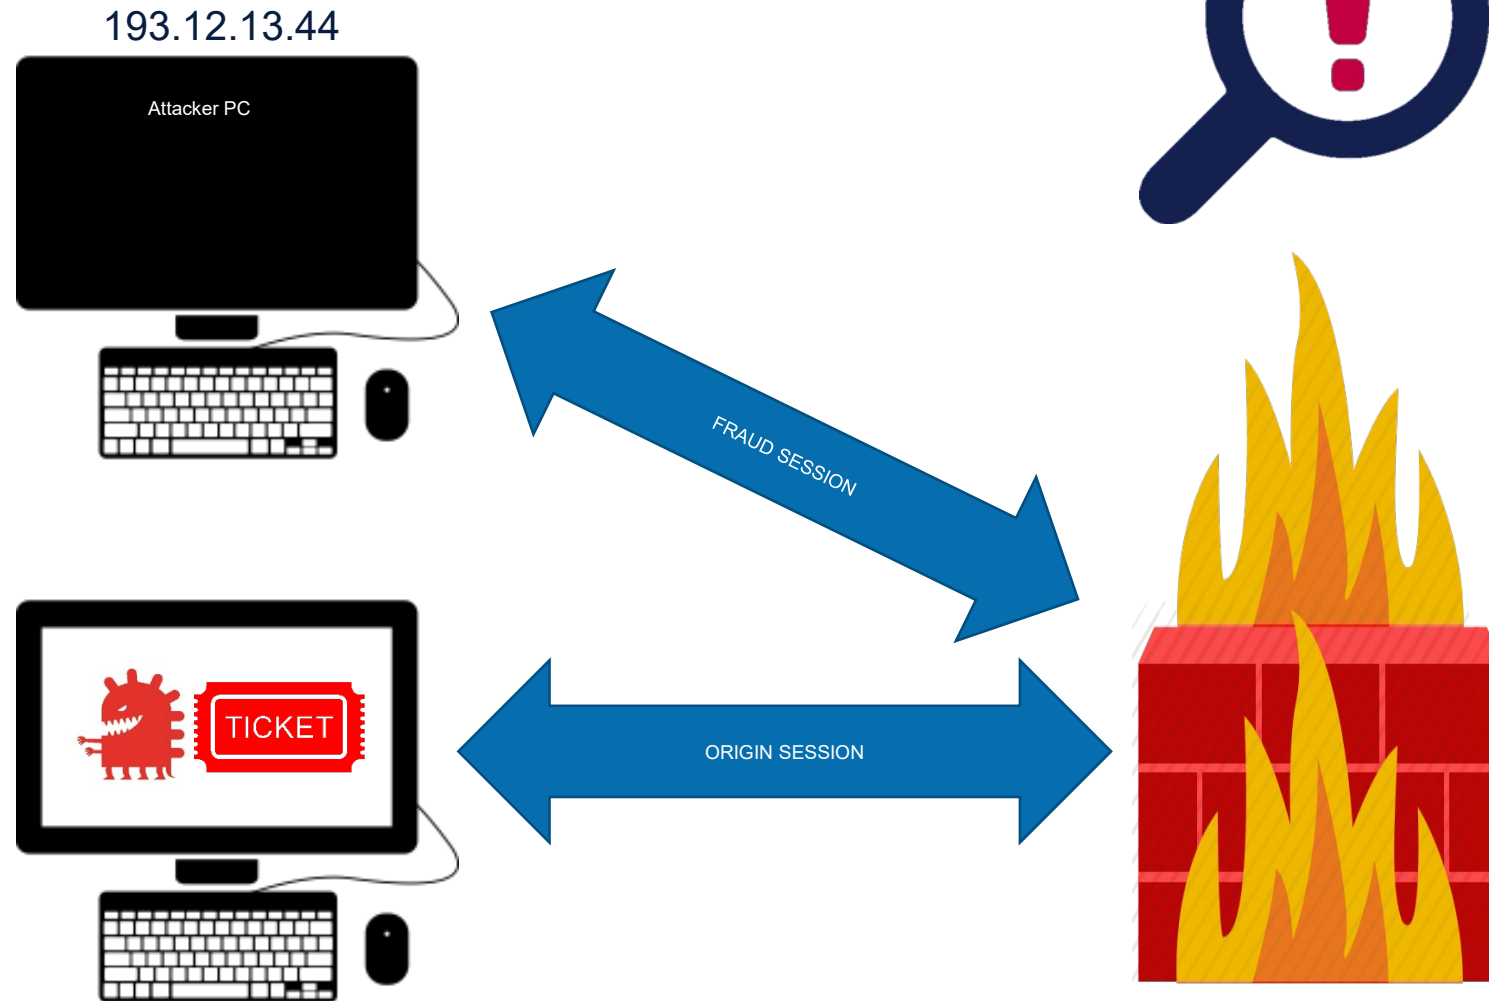 193.12.13.44
Attacker PC
FRAUD SESSION
TICKET
ORIGIN SESSION